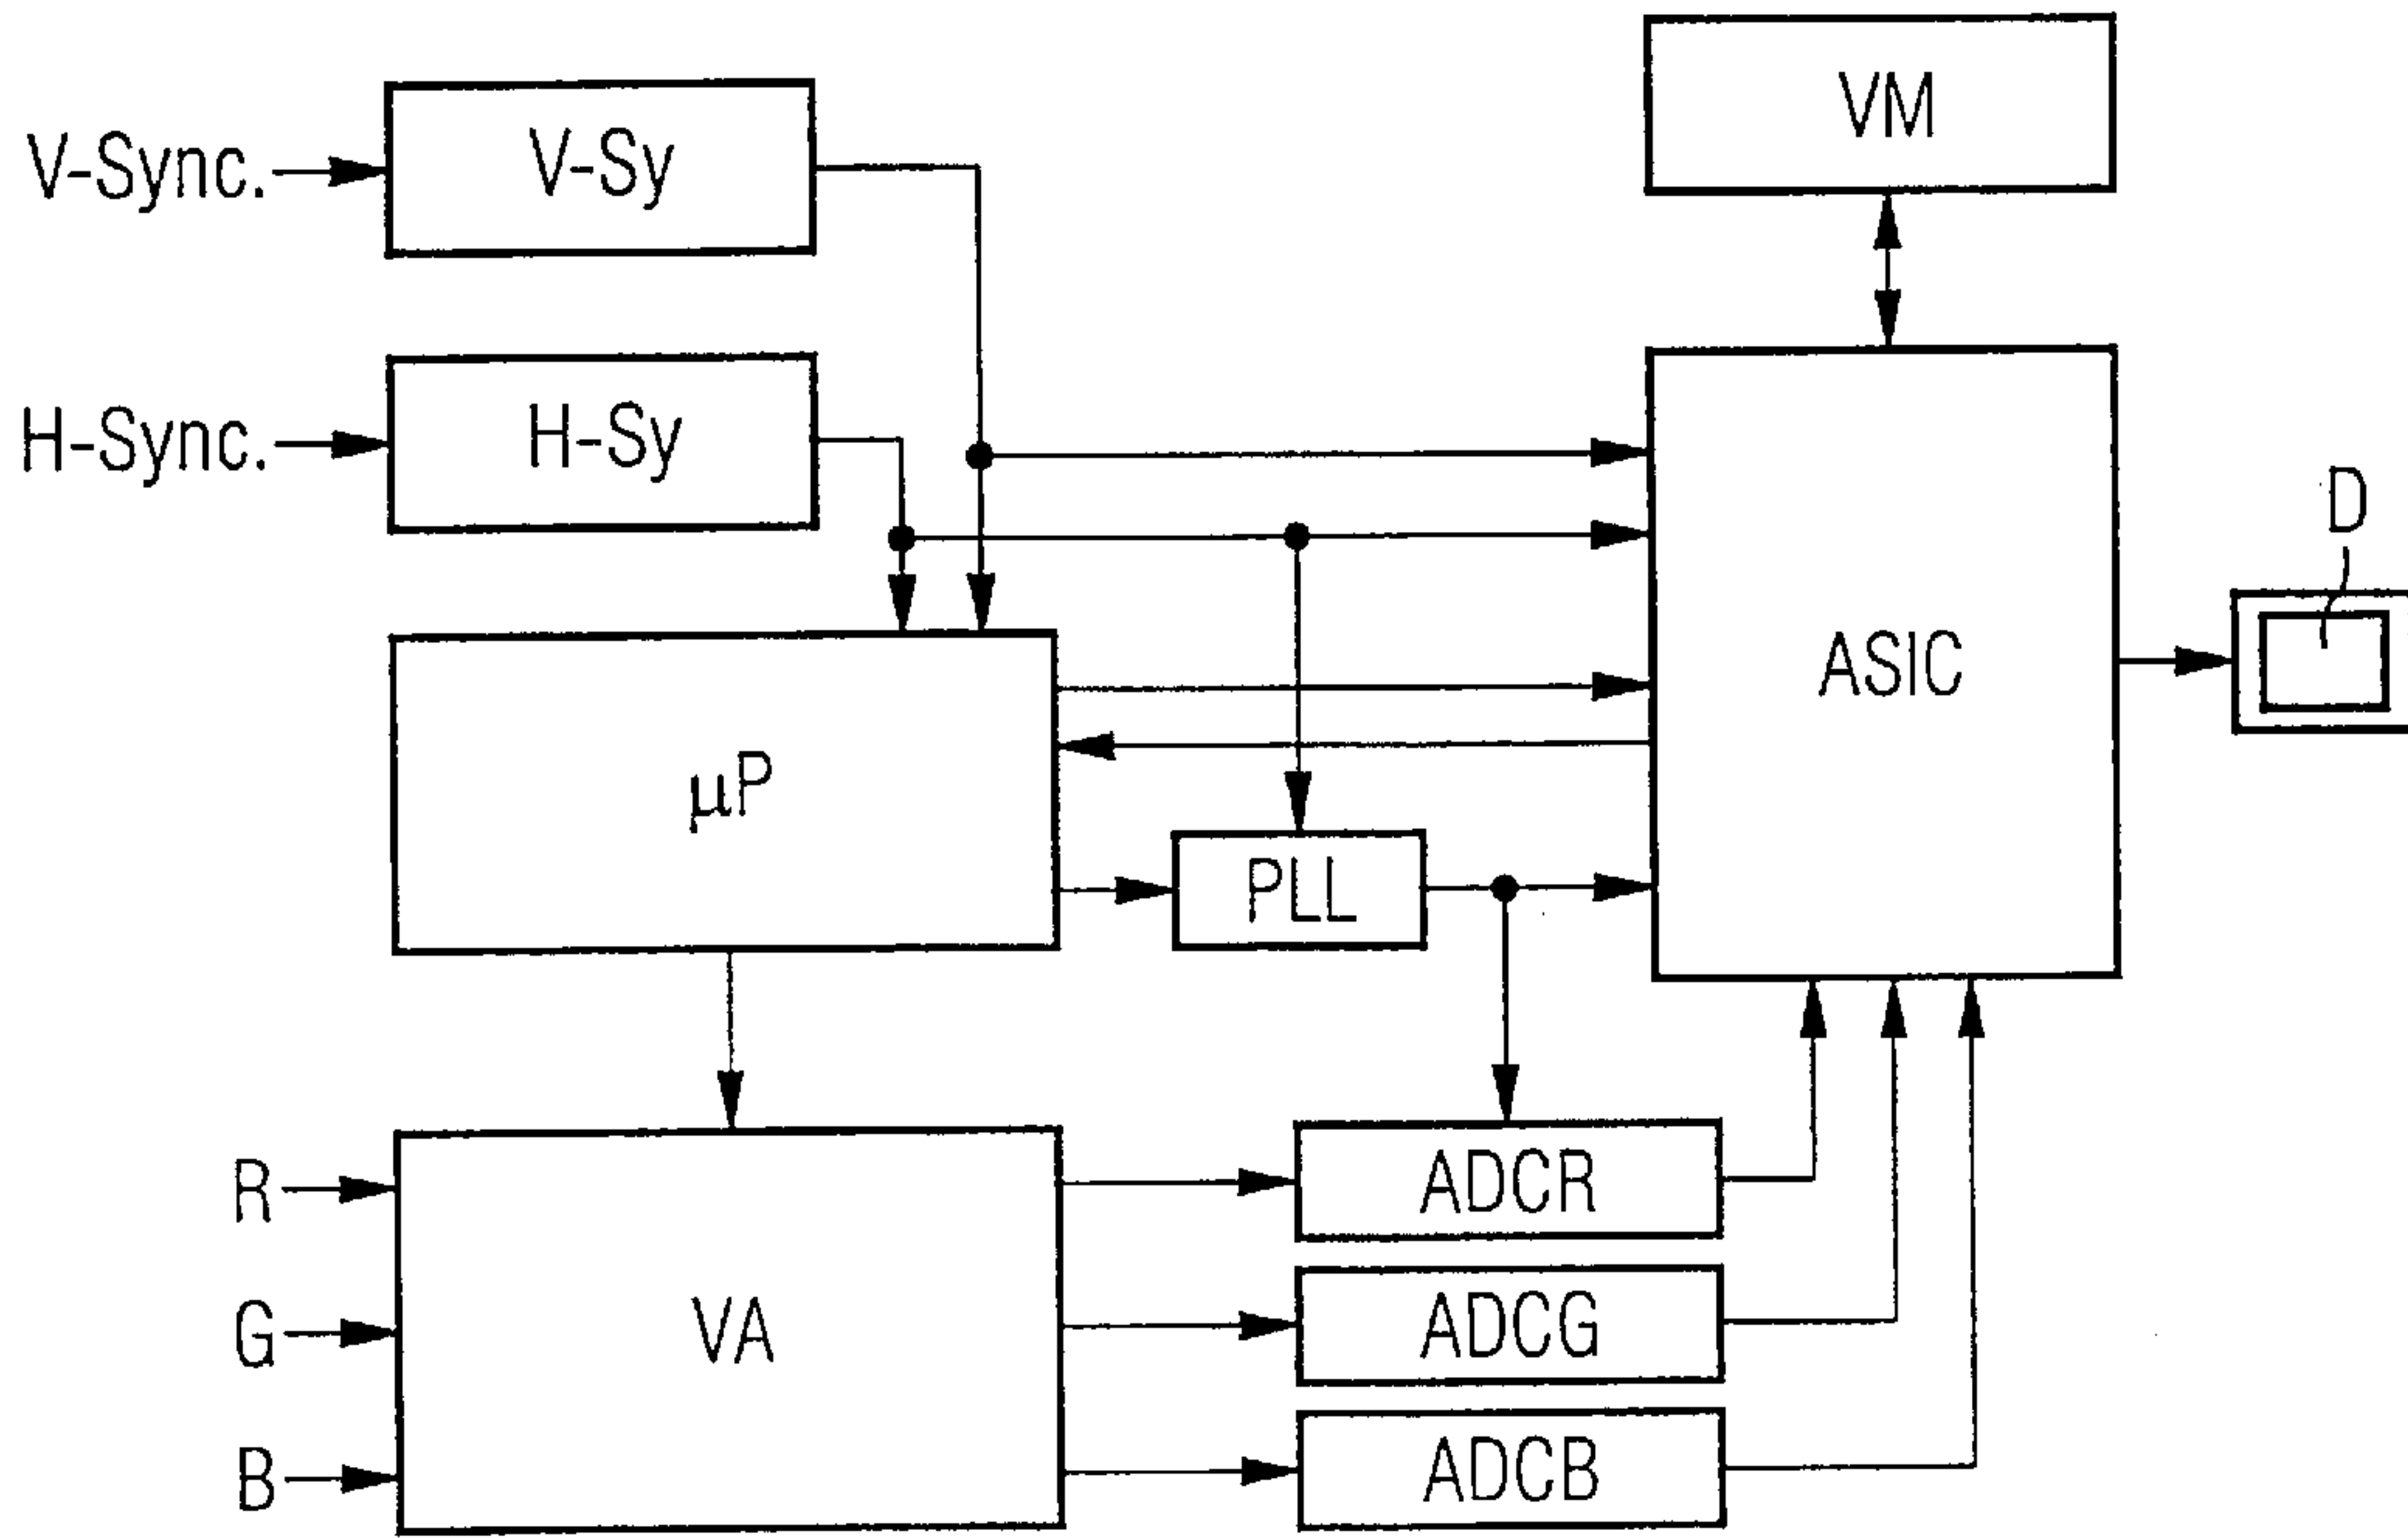 VM
V-Sync.
V-Sy
H-Sync.
H-Sy
D
ASIC
µP
PLL
R
ADCR
G
VA
ADCG
B
ADCB